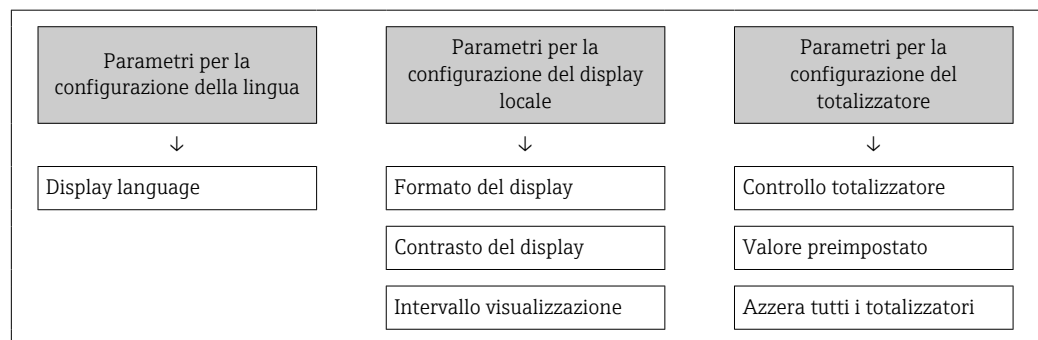 Parametri per la
configurazione della lingua
↓
Display language
Parametri per la
configurazione del display
locale
↓
Formato del display
Contrasto del display
Intervallo visualizzazione
Parametri per la
configurazione del
totalizzatore
↓
Controllo totalizzatore
Valore preimpostato
Azzera tutti i totalizzatori